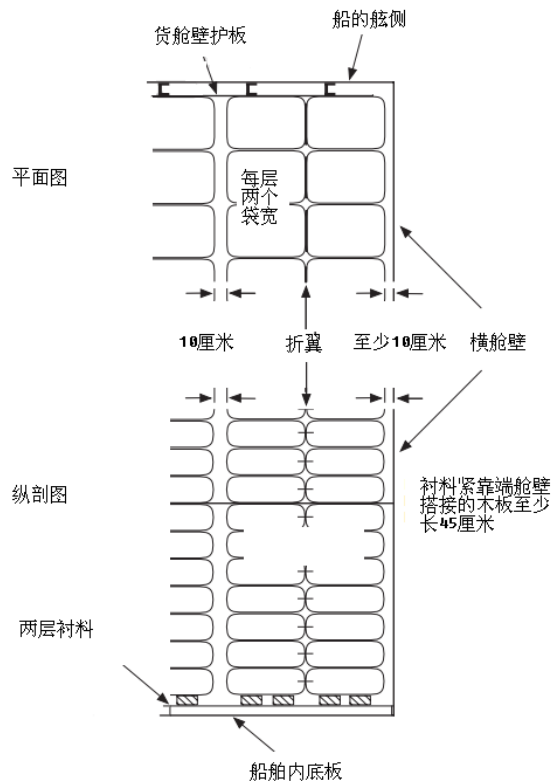 船的舷侧
货舱壁护板
平面图
每层
两个
袋宽
10厘米
折翼
至少10厘米
横舱壁
纵剖图
衬料紧靠端舱壁
搭接的木板至少
长45厘米
两层衬料
船舶内底板